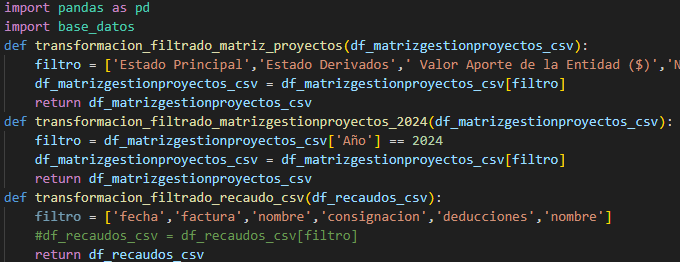 import pandas as pd
import base_datos
def transformacion_filtrado_matriz_proyectos(df_matrizgestionproyectos_csv):
    filtro = ['Estado Principal','Estado Derivados',' Valor Aporte de la Entidad ($)','N
    df_matrizgestionproyectos_csv = df_matrizgestionproyectos_csv[filtro]
    return df_matrizgestionproyectos_csv
def transformacion_filtrado_matrizgestionproyectos_2024(df_matrizgestionproyectos_csv):
    filtro = df_matrizgestionproyectos_csv['Año'] == 2024
    df_matrizgestionproyectos_csv = df_matrizgestionproyectos_csv[filtro]
    return df_matrizgestionproyectos_csv
def transformacion_filtrado_recaudo_csv(df_recaudos_csv):
    filtro = ['fecha','factura','nombre','consignacion','deducciones','nombre']
    #df_recaudos_csv = df_recaudos_csv[filtro]
    return df_recaudos_csv